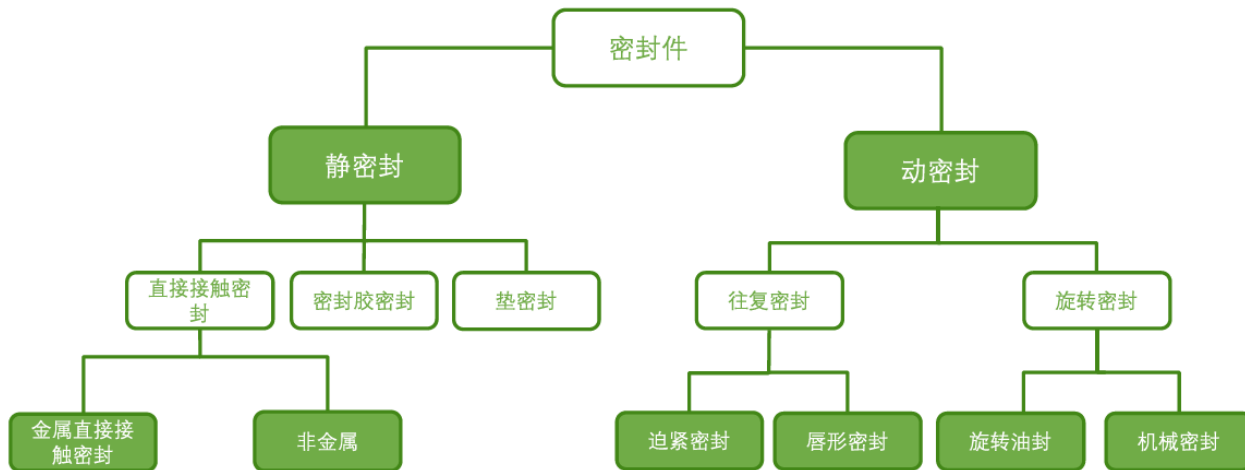 密封件
静密封
动密封
直接接触密
封
密封胶密封
垫密封
往复密封
旋转密封
金属直接接
触密封
非金属
迫紧密封
唇形密封
旋转油封
机械密封